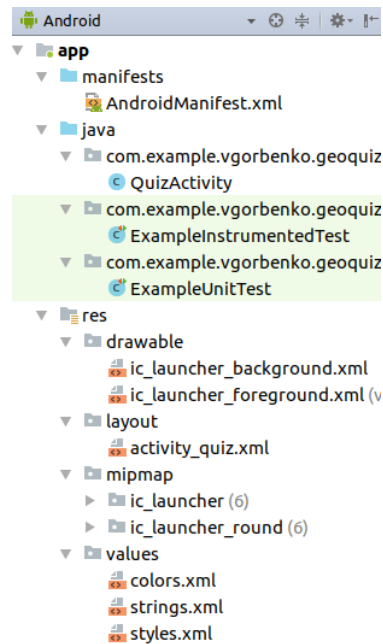 Android
app
manifests
AndroidManifest.xml
java
com.example.vgorbenko.geoquiz
QuizActivity
com.example.vgorbenko.geoquiz
ExampleInstrumentedTest
com.example.vgorbenko.geoquiz
ExampleUnitTest
res
drawable
ic_launcher_background.xml
ic_launcher_foreground.xml (v
layout
activity_quiz.xml
mipmap
ic_launcher (6)
ic_launcher_round (6)
values
colors.xml
strings.xml
styles.xml